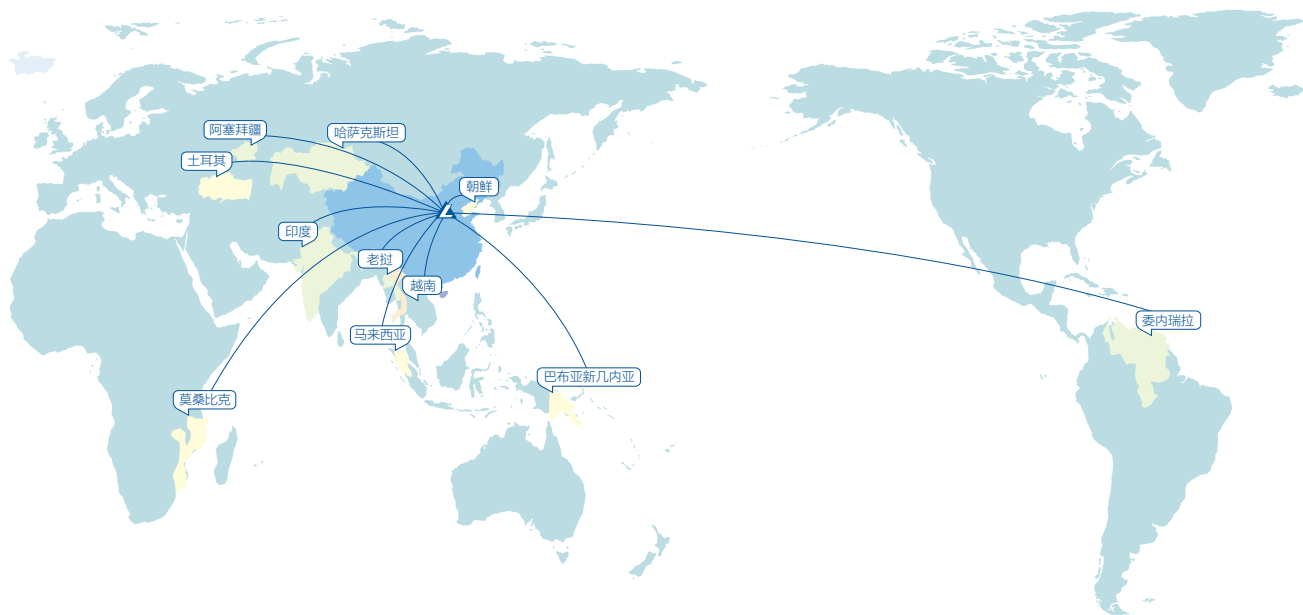 阿塞拜疆
哈萨克斯坦
土耳其
朝鲜
印度
老挝
越南
委内瑞拉
马来西亚
巴布亚新几内亚
莫桑比克